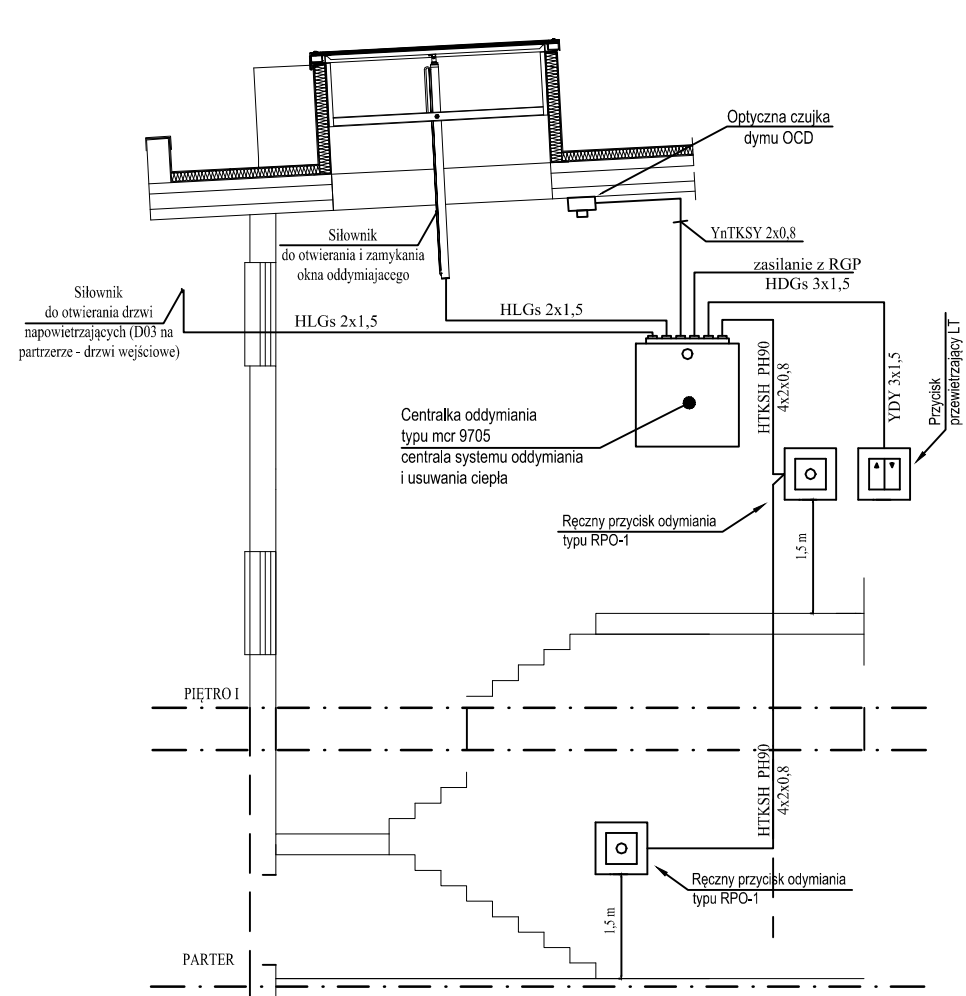 Optyczna czujka
dymu OCD
YnTKSY 2x0,8
Siłownik
do otwierania i zamykania
okna oddymiajacego
zasilanie z RGP
HDGs 3x1,5
Siłownik
do otwierania drzwi
napowietrzających (D03 na
partrzerze - drzwi wejściowe)
HLGs 2x1,5
HLGs 2x1,5
HTKSH PH90
4x2x0,8
YDY 3x1,5
Przycisk
przewietrzający LT
Centralka oddymiania
typu mcr 9705
centrala systemu oddymiania
i usuwania ciepła
Ręczny przycisk odymiania
typu RPO-1
1,5 m
PIĘTRO I
HTKSH PH90
4x2x0,8
Ręczny przycisk odymiania
typu RPO-1
1,5 m
PARTER